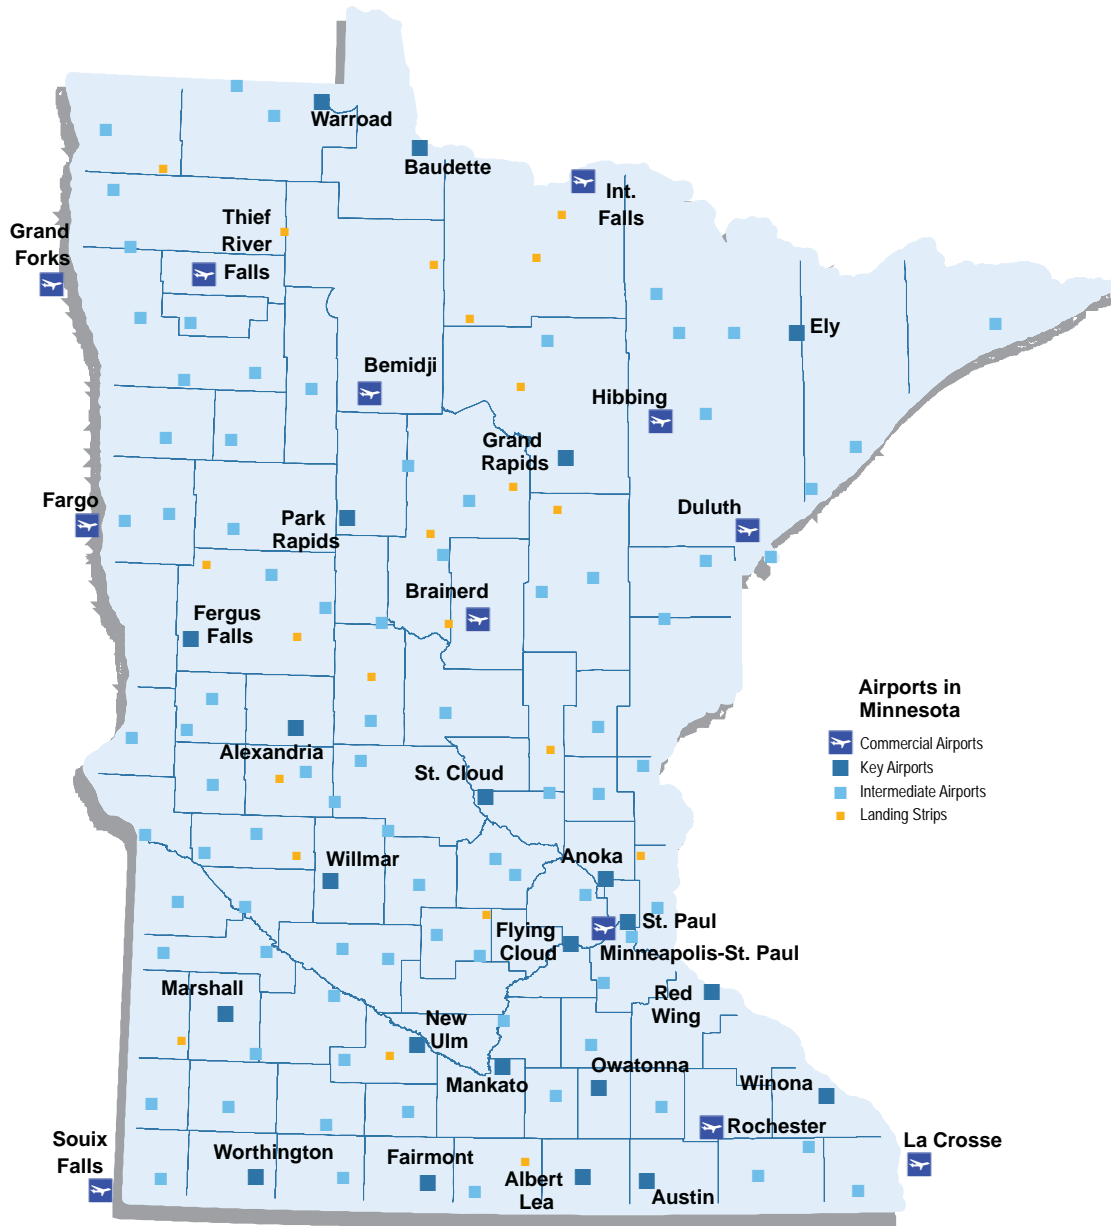 Warroad
Baudette
Int.
Falls
Thief
River
Falls
Grand
Forks
Ely
Bemidji
Hibbing
Grand
Rapids
Fargo
Park
Rapids
Duluth
Brainerd
Fergus
Falls
Airports in
Minnesota
Commercial Airports
Key Airports
Intermediate Airports
Landing Strips
Alexandria
St. Cloud
Willmar
Anoka
St. Paul
Flying
Cloud
Minneapolis-St. Paul
Marshall
Red
Wing
New
Ulm
Mankato
Owatonna
Winona
Rochester
Souix
Falls
Worthington
Fairmont
Albert
Lea
Austin
La Crosse